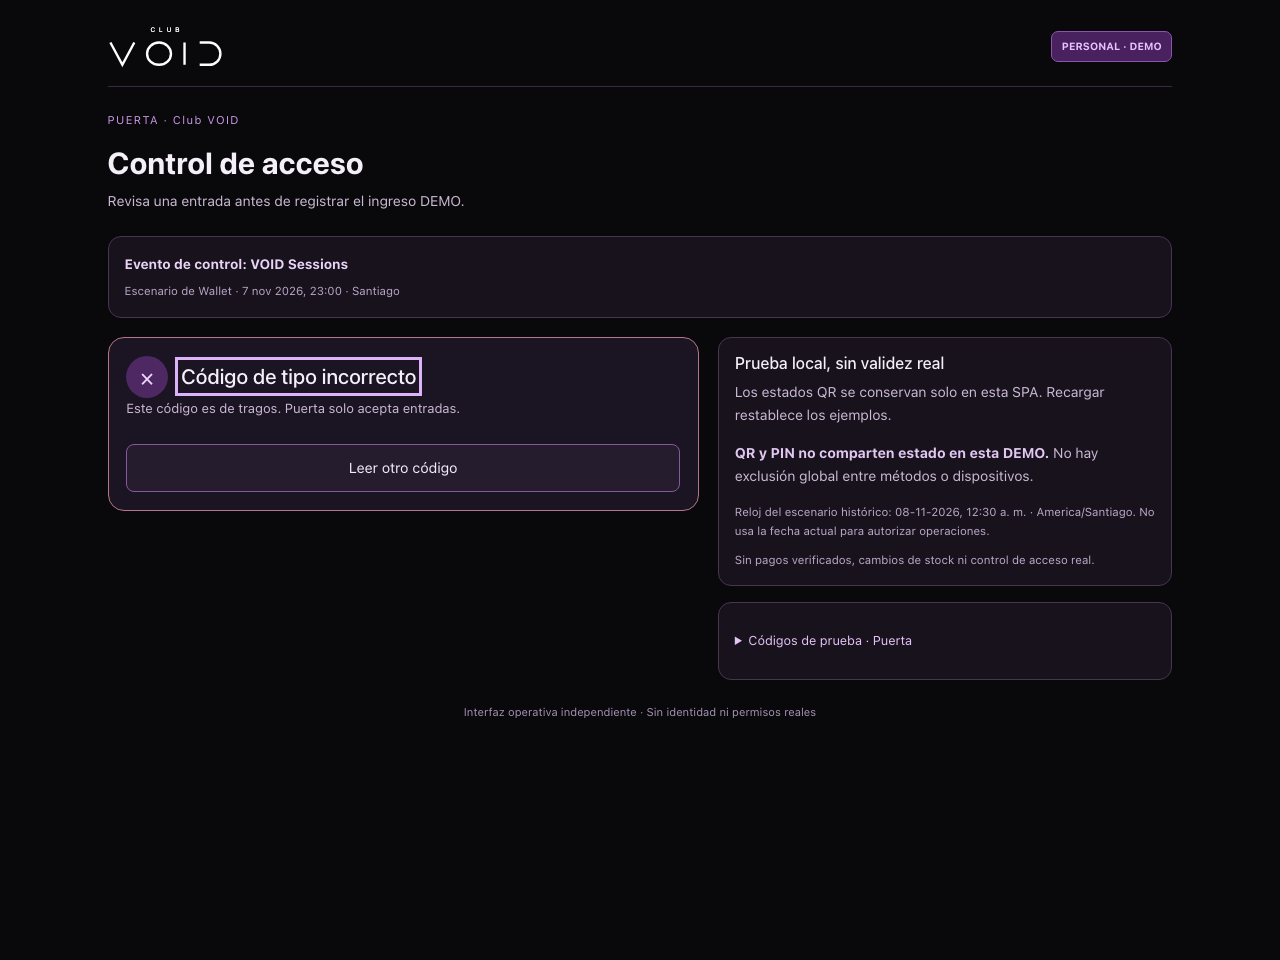 CLUB
VOID
PERSONAL · DEMO
PUERTA · Club VOID
Control de acceso
Revisa una entrada antes de registrar el ingreso DEMO.
Evento de control: VOID Sessions
Escenario de Wallet · 7 nov 2026, 23:00 · Santiago
× Código de tipo incorrecto
Este código es de tragos. Puerta solo acepta entradas.
Leer otro código
Prueba local, sin validez real
Los estados QR se conservan solo en esta SPA. Recargar
restablece los ejemplos.
QR y PIN no comparten estado en esta DEMO. No hay
exclusión global entre métodos o dispositivos.
Reloj del escenario histórico: 08-11-2026, 12:30 a. m. · America/Santiago. No
usa la fecha actual para autorizar operaciones.
Sin pagos verificados, cambios de stock ni control de acceso real.
Códigos de prueba · Puerta
Interfaz operativa independiente · Sin identidad ni permisos reales